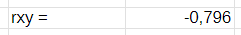 rxy = -0,796